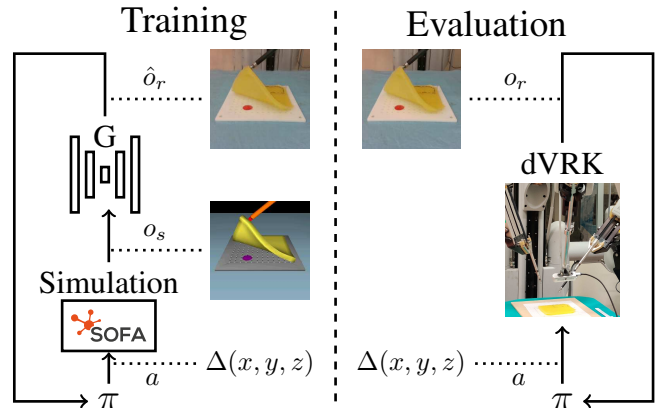 Training
ô_r
G
o_s
Simulation
SOFA
a
Δ(x, y, z)
π
Evaluation
o_r
dVRK
Δ(x, y, z)
a
π